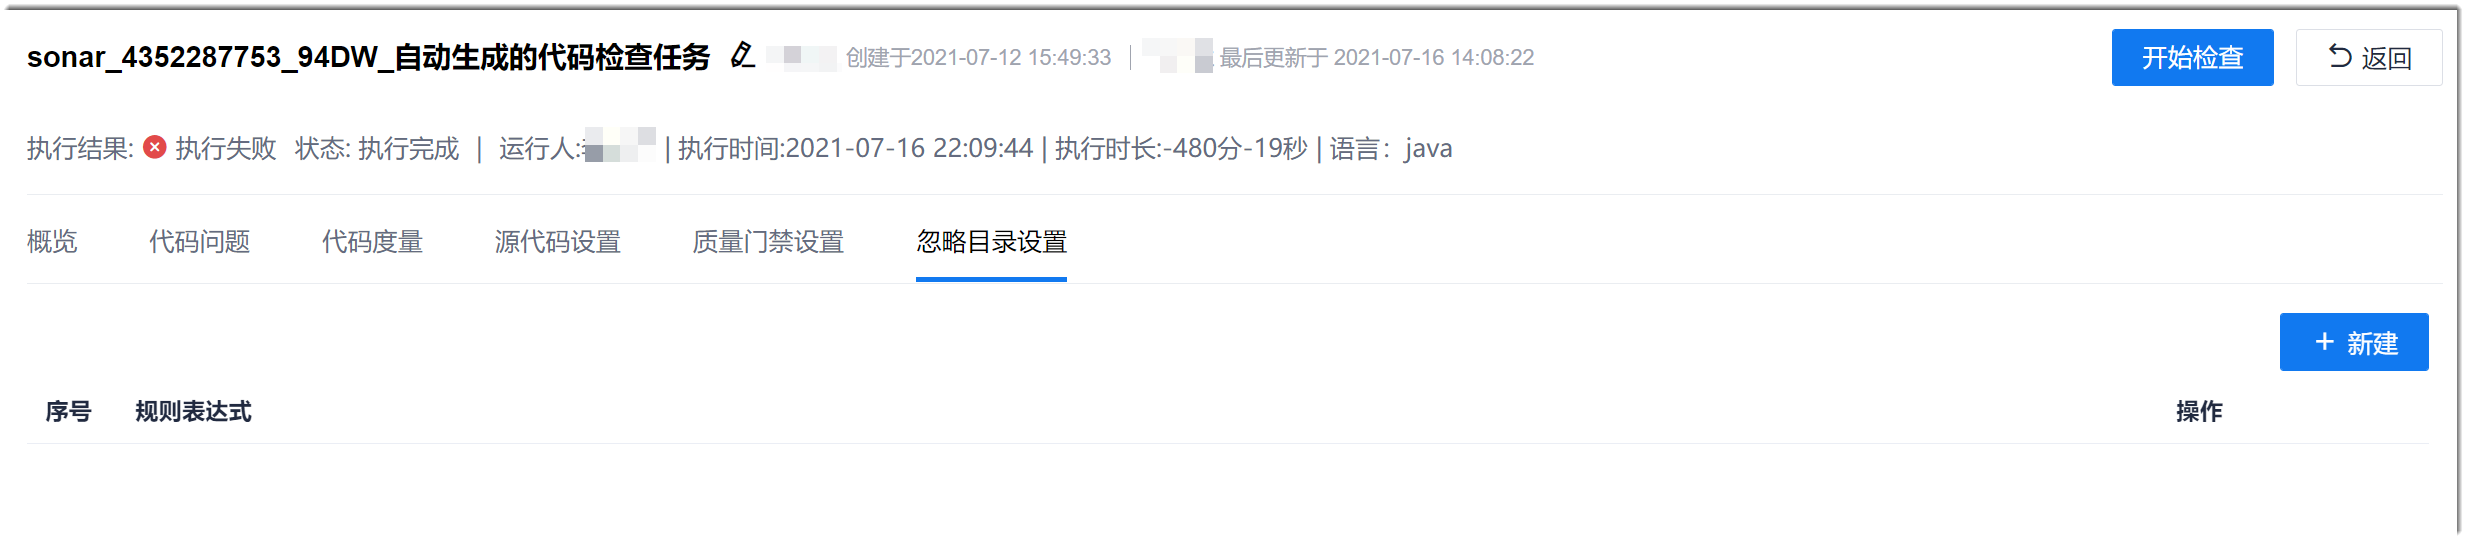 sonar_4352287753_94DW_自动生成的代码检查任务 创建于2021-07-12 15:49:33 最后更新于 2021-07-16 14:08:22 开始检查 返回
执行结果: 执行失败 状态: 执行完成 | 运行人: | 执行时间:2021-07-16 22:09:44 | 执行时长:-480分-19秒 | 语言：java
概览 代码问题 代码度量 源代码设置 质量门禁设置 忽略目录设置
+ 新建
序号 规则表达式 操作